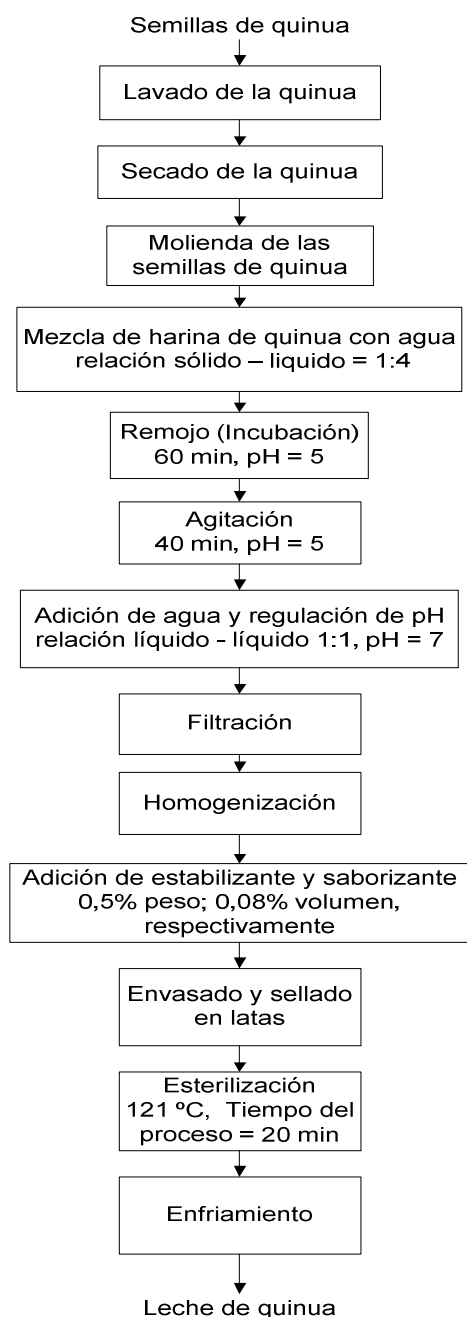 Semillas de quinua
Lavado de la quinua
Secado de la quinua
Molienda de las
semillas de quinua
Mezcla de harina de quinua con agua
relación sólido – liquido = 1:4
Remojo (Incubación)
60 min, pH = 5
Agitación
40 min, pH = 5
Adición de agua y regulación de pH
relación líquido - líquido 1:1, pH = 7
Filtración
Homogenización
Adición de estabilizante y saborizante
0,5% peso; 0,08% volumen,
respectivamente
Envasado y sellado
en latas
Esterilización
121 ºC, Tiempo del
proceso = 20 min
Enfriamiento
Leche de quinua